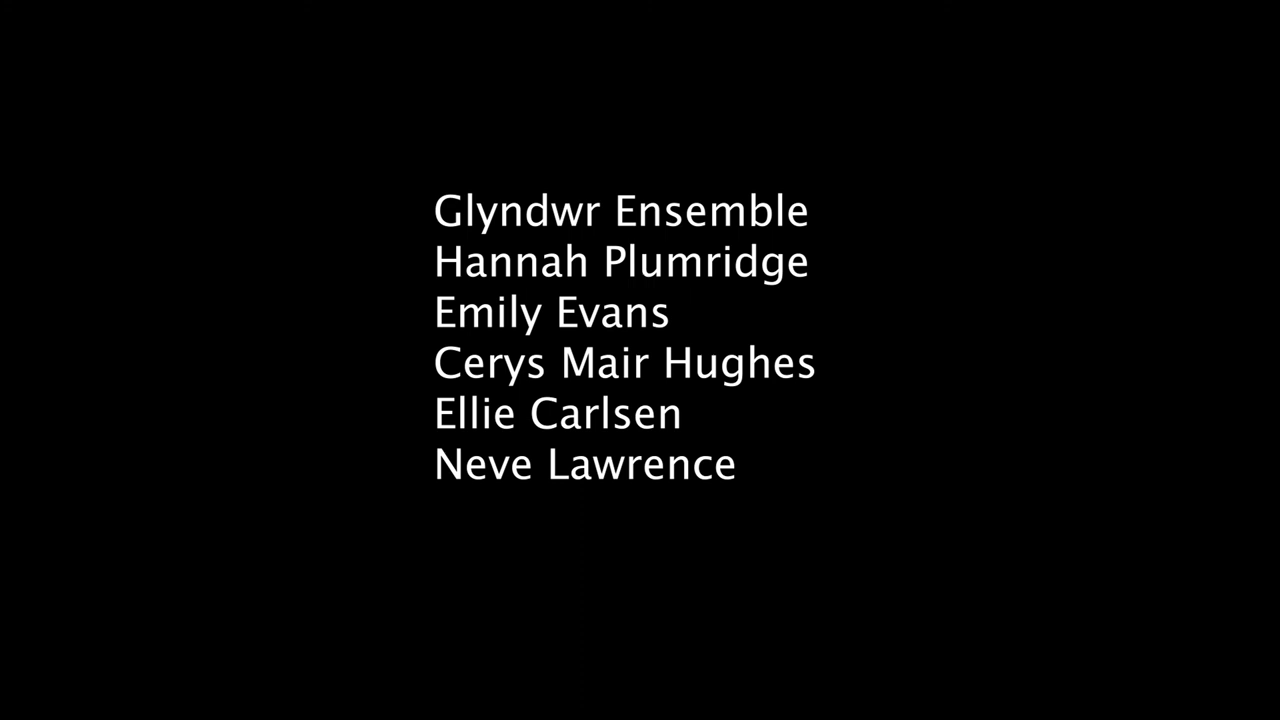 Glyndwr Ensemble
Hannah Plumridge
Emily Evans
Cerys Mair Hughes
Ellie Carlsen
Neve Lawrence